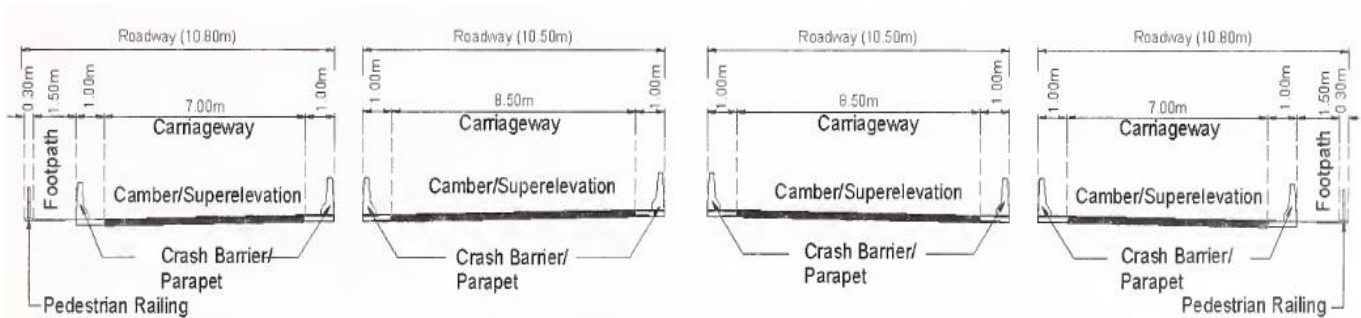 Roadway (10.80m)
Roadway (10.50m)
Roadway (10.50m)
Roadway (10.80m)
0.30m
1.50m
1.00m
7.00m
1.00m
1.00m
8.50m
1.00m
1.00m
8.50m
1.00m
1.00m
7.00m
1.00m
1.50m
0.30m
Footpath
Carriageway
Carriageway
Carriageway
Carriageway
Footpath
Camber/Superelevation
Camber/Superelevation
Camber/Superelevation
Camber/Superelevation
Crash Barrier/
Parapet
Crash Barrier/
Parapet
Crash Barrier/
Parapet
Crash Barrier/
Parapet
Pedestrian Railing
Pedestrian Railing